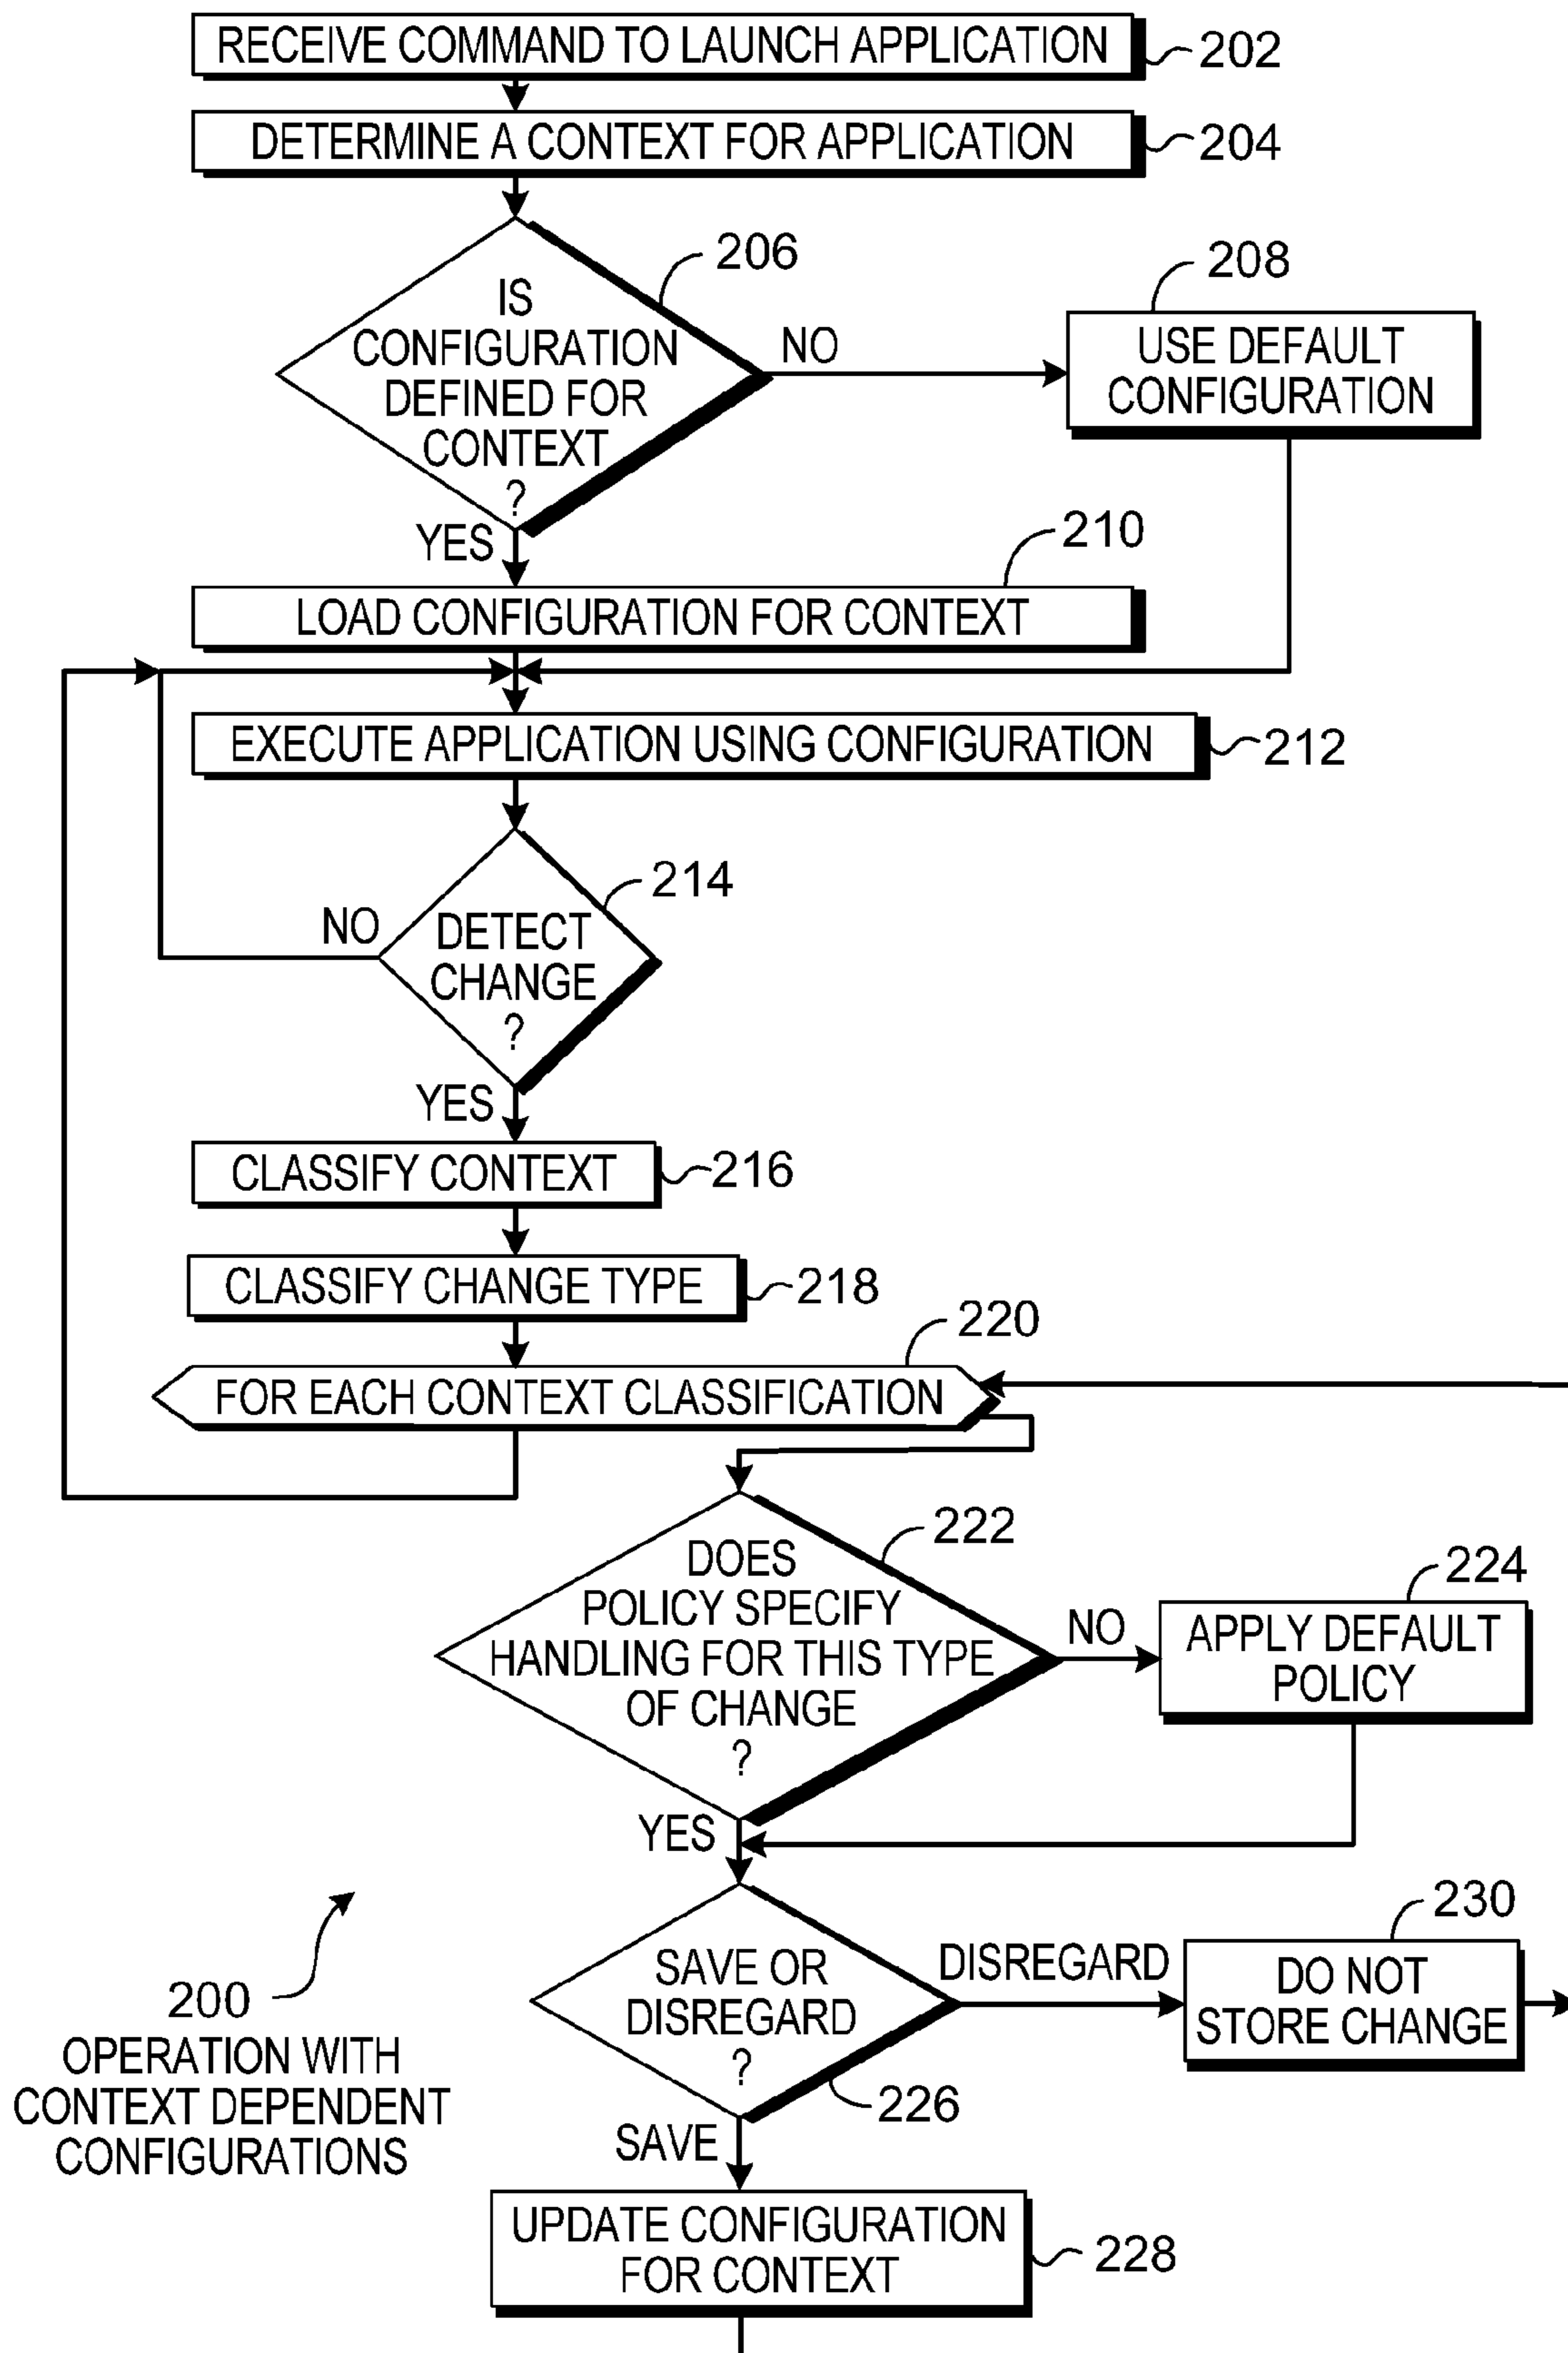 RECEIVE COMMAND TO LAUNCH APPLICATION
202
DETERMINE A CONTEXT FOR APPLICATION
204
206
IS
CONFIGURATION
DEFINED FOR
CONTEXT
?
NO
208
USE DEFAULT
CONFIGURATION
YES
210
LOAD CONFIGURATION FOR CONTEXT
EXECUTE APPLICATION USING CONFIGURATION
212
214
NO
DETECT
CHANGE
?
YES
CLASSIFY CONTEXT
216
CLASSIFY CHANGE TYPE
218
220
FOR EACH CONTEXT CLASSIFICATION
222
DOES
POLICY SPECIFY
HANDLING FOR THIS TYPE
OF CHANGE
?
NO
224
APPLY DEFAULT
POLICY
YES
SAVE OR
DISREGARD
?
226
DISREGARD
230
DO NOT
STORE CHANGE
200
OPERATION WITH
CONTEXT DEPENDENT
CONFIGURATIONS
SAVE
UPDATE CONFIGURATION
FOR CONTEXT
228